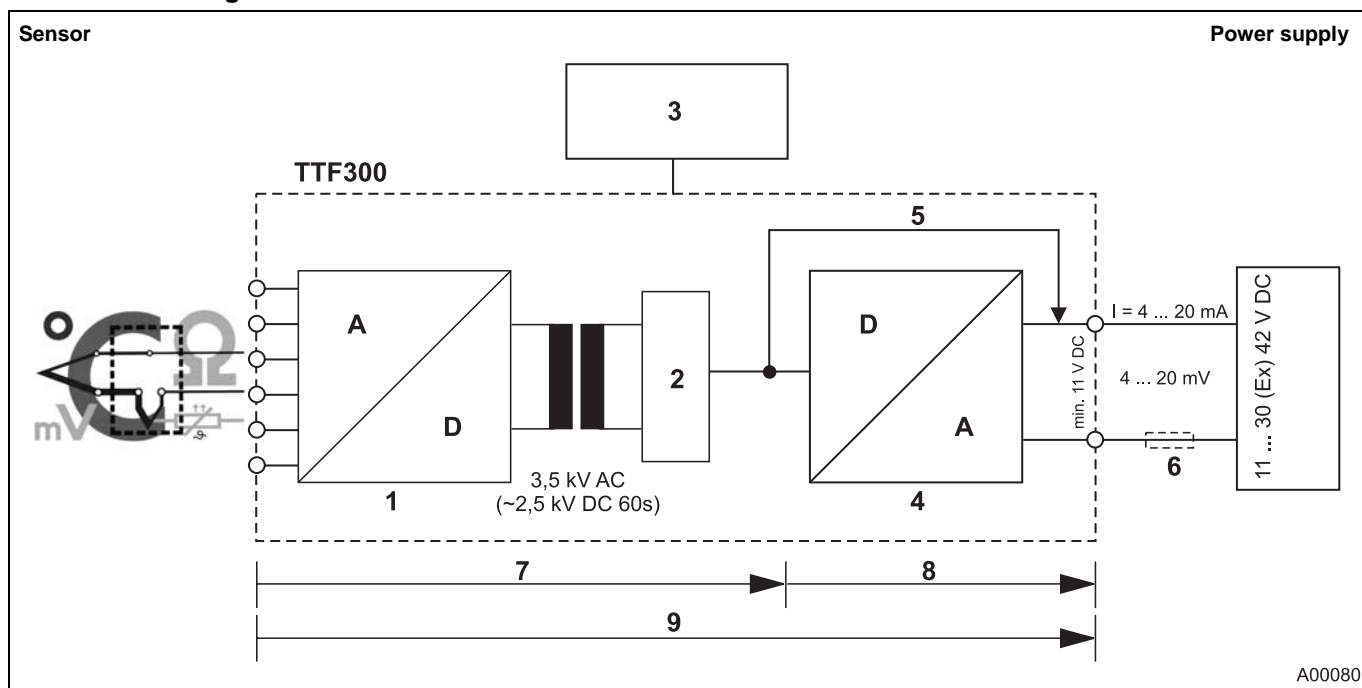 Sensor
Power supply
3
TTF300
5
A
D
1
3,5 kV AC
(~2,5 kV DC 60s)
2
D
A
4
min. 11 V DC
I = 4 ... 20 mA
4 ... 20 mV
6
11 ... 30 (Ex) 42 V DC
°C
Ω
mV
7
8
9
A00080